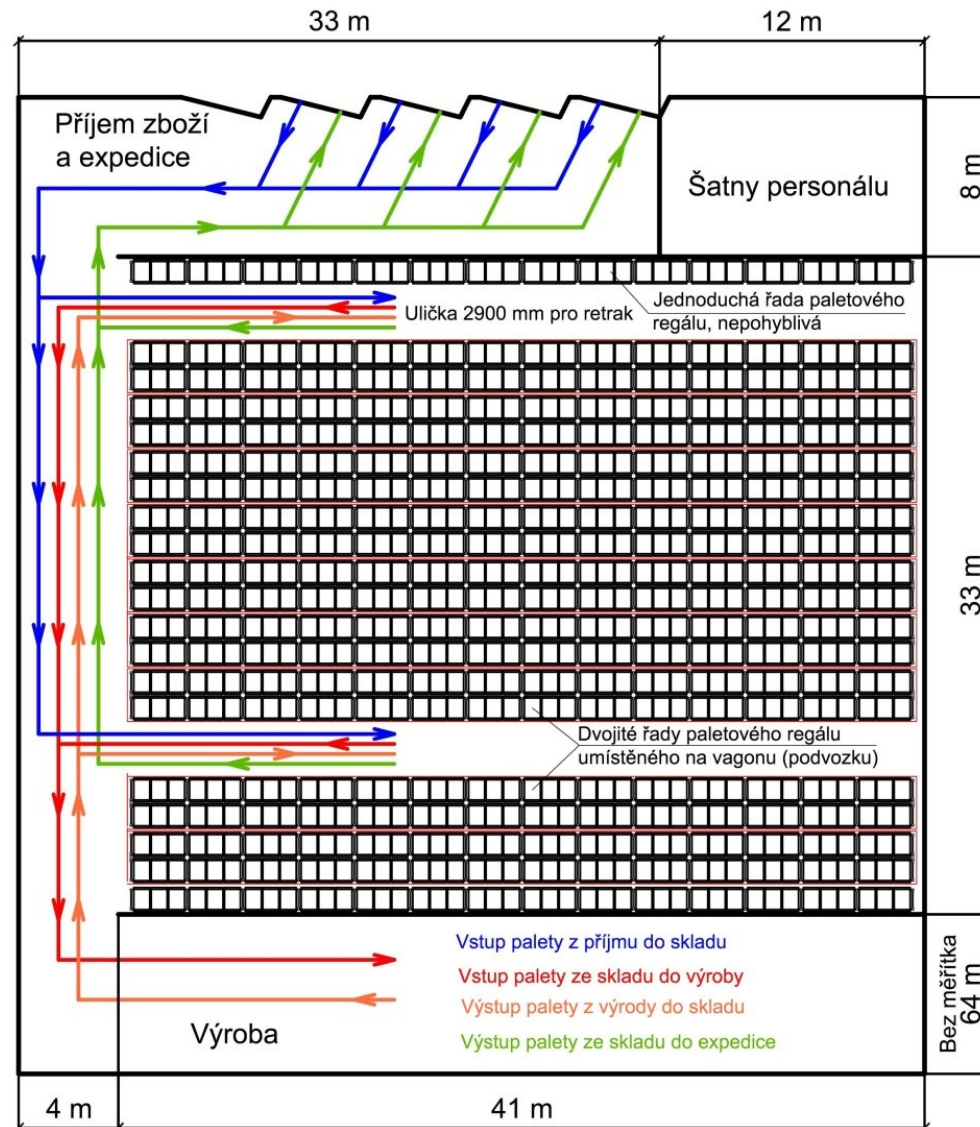 33 m
12 m
Příjem zboží
a expedice
Šatny personálu
8 m
Jednoduchá řada paletového
regálu, nepohyblivá
Ulička 2900 mm pro retrak
33 m
Dvojité řady paletového regálu
umístěného na vagonu (podvozku)
Vstup palety z příjmu do skladu
Vstup palety ze skladu do výroby
Výstup palety z výrody do skladu
Výstup palety ze skladu do expedice
Výroba
Bez měřítka
64 m
4 m
41 m